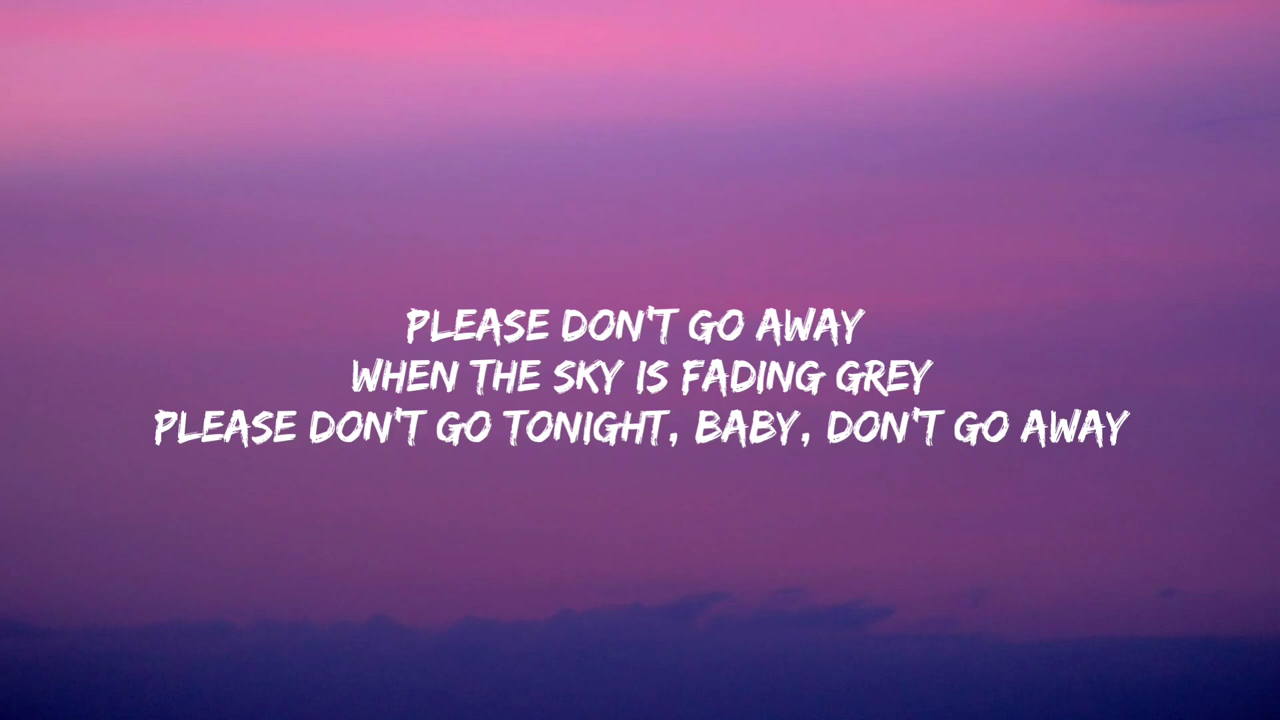 PLEASE DON'T GO AWAY
WHEN THE SKY IS FADING GREY
PLEASE DON'T GO TONIGHT, BABY, DON'T GO AWAY